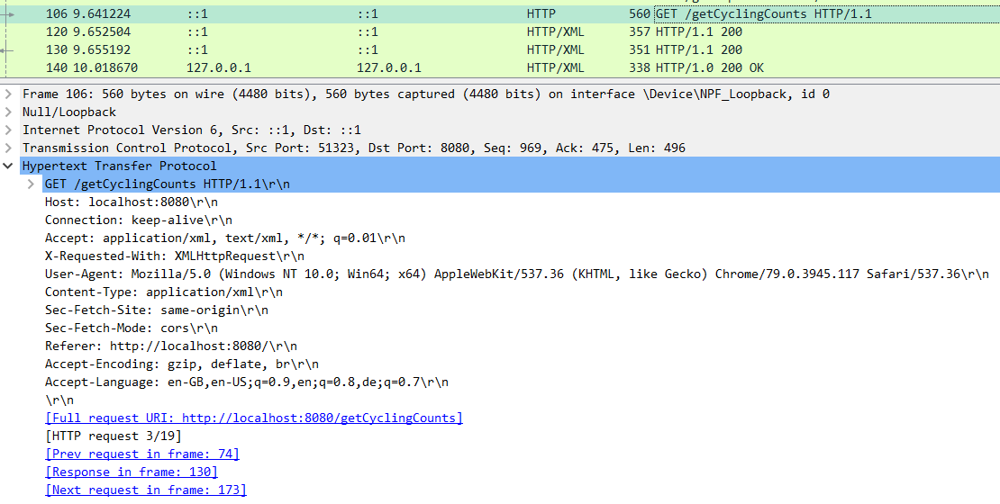 106 9.641224 ::1 ::1 HTTP 560 GET /getCyclingCounts HTTP/1.1
120 9.652504 ::1 ::1 HTTP/XML 357 HTTP/1.1 200
130 9.655192 ::1 ::1 HTTP/XML 351 HTTP/1.1 200
140 10.018670 127.0.0.1 127.0.0.1 HTTP/XML 338 HTTP/1.0 200 OK
Frame 106: 560 bytes on wire (4480 bits), 560 bytes captured (4480 bits) on interface \Device\NPF_Loopback, id 0
Null/Loopback
Internet Protocol Version 6, Src: ::1, Dst: ::1
Transmission Control Protocol, Src Port: 51323, Dst Port: 8080, Seq: 969, Ack: 475, Len: 496
Hypertext Transfer Protocol
GET /getCyclingCounts HTTP/1.1\r\n
Host: localhost:8080\r\n
Connection: keep-alive\r\n
Accept: application/xml, text/xml, */*; q=0.01\r\n
X-Requested-With: XMLHttpRequest\r\n
User-Agent: Mozilla/5.0 (Windows NT 10.0; Win64; x64) AppleWebKit/537.36 (KHTML, like Gecko) Chrome/79.0.3945.117 Safari/537.36\r\n
Content-Type: application/xml\r\n
Sec-Fetch-Site: same-origin\r\n
Sec-Fetch-Mode: cors\r\n
Referer: http://localhost:8080/\r\n
Accept-Encoding: gzip, deflate, br\r\n
Accept-Language: en-GB,en-US;q=0.9,en;q=0.8,de;q=0.7\r\n
\r\n
[Full request URI: http://localhost:8080/getCyclingCounts]
[HTTP request 3/19]
[Prev request in frame: 74]
[Response in frame: 130]
[Next request in frame: 173]